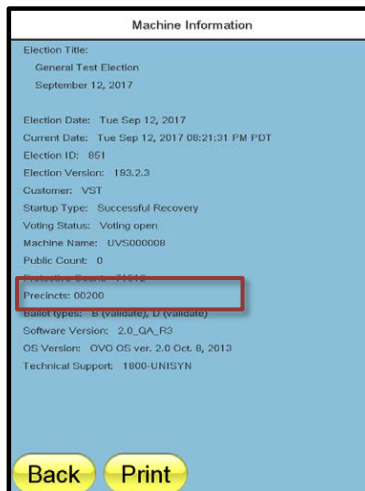 Machine Information
Election Title:
General Test Election
September 12, 2017
Election Date: Tue Sep 12, 2017
Current Date: Tue Sep 12, 2017 08:21:31 PM PDT
Election ID: 851
Election Version: 193.2.3
Customer: VST
Startup Type: Successful Recovery
Voting Status: Voting open
Machine Name: UVS000008
Public Count: 0
Protective Count:
Precincts: 00200
Ballot types: B (validate), D (validate)
Software Version: 2.0_QA_R3
OS Version: OVO OS ver. 2.0 Oct. 8, 2013
Technical Support: 1800-UNISYN
Back Print